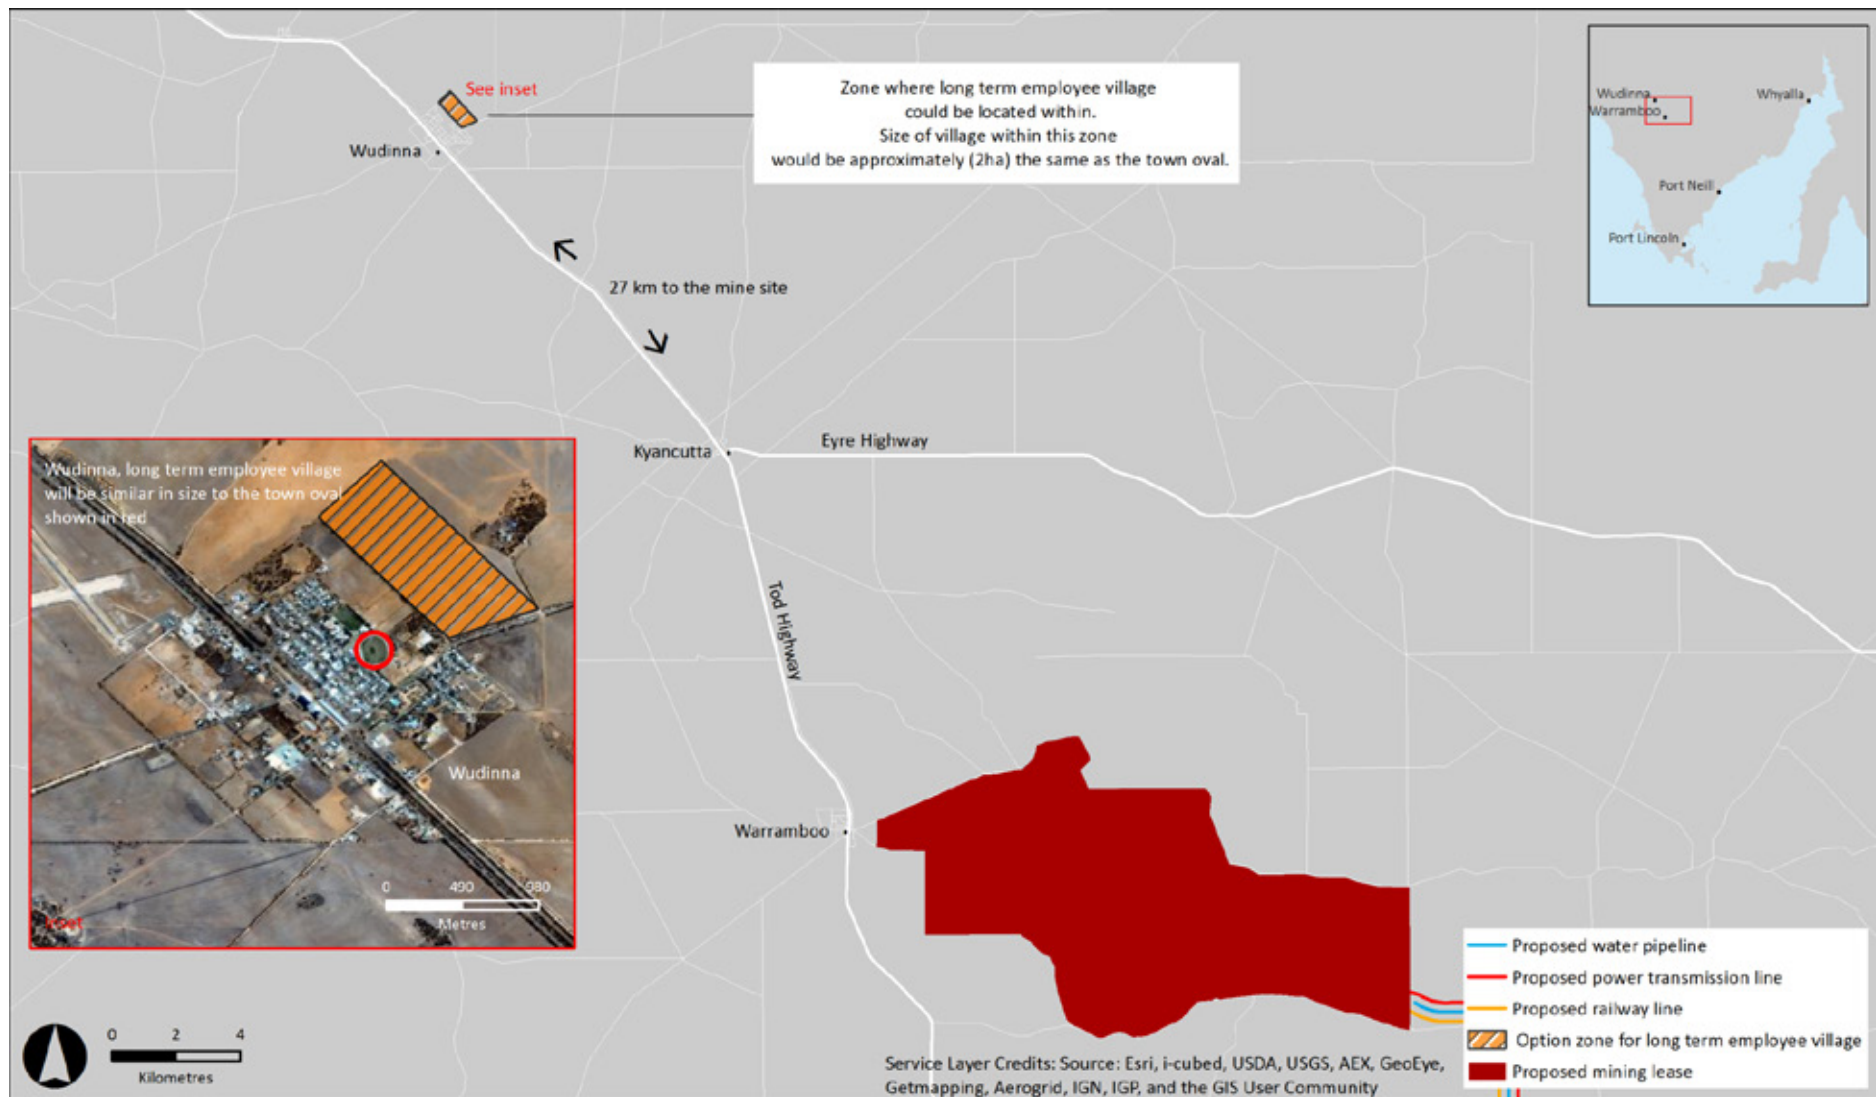 See inset
Zone where long term employee village
could be located within.
Size of village within this zone
would be approximately (2ha) the same as the town oval.
Wudinna
Warramboo
Whyalla
Port Neill
Port Lincoln
Wudinna
27 km to the mine site
Kyancutta
Eyre Highway
Tod Highway
Wudinna, long term employee village
will be similar in size to the town oval
shown in red
Wudinna
0 490 980
Metres
Inset
Warramboo
0 2 4
Kilometres
Proposed water pipeline
Proposed power transmission line
Proposed railway line
Option zone for long term employee village
Proposed mining lease
Service Layer Credits: Source: Esri, i-cubed, USDA, USGS, AEX, GeoEye,
Getmapping, Aerogrid, IGN, IGP, and the GIS User Community